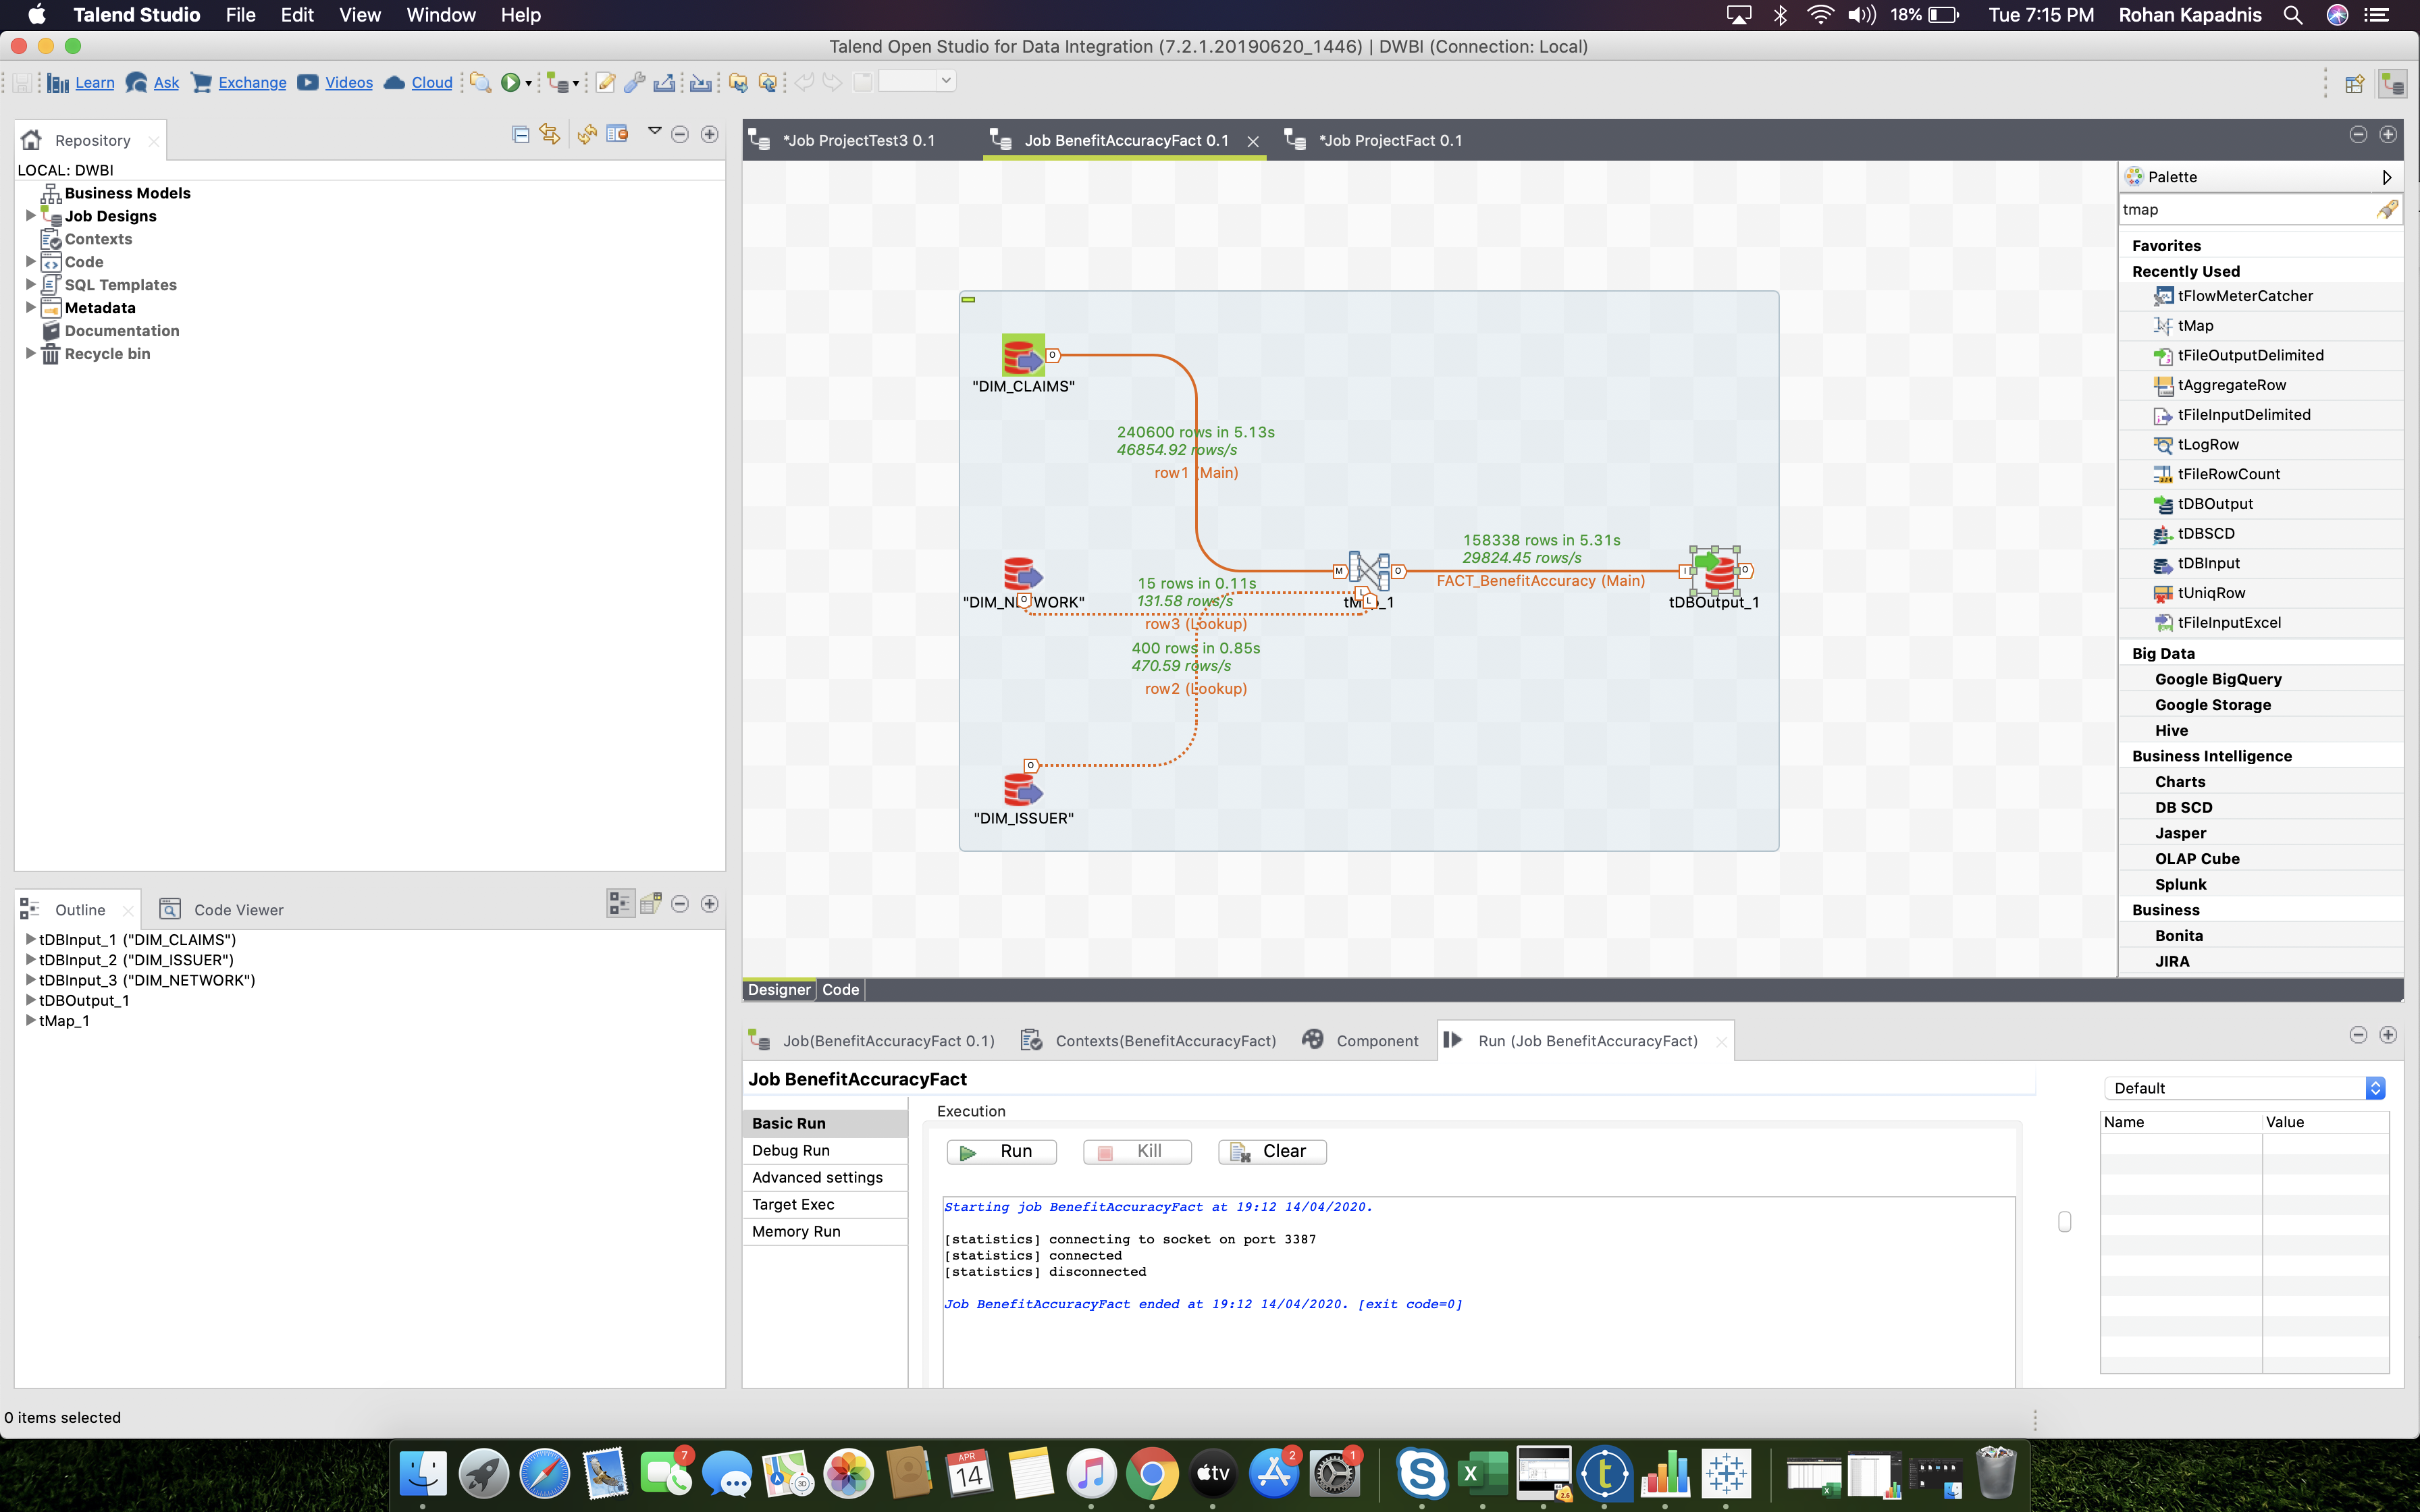 Talend Studio File Edit View Window Help 18% Tue 7:15 PM Rohan Kapadnis
Talend Open Studio for Data Integration (7.2.1.20190620_1446) | DWBI (Connection: Local)
Learn Ask Exchange Videos Cloud
Repository
LOCAL: DWBI
Business Models
Job Designs
Contexts
Code
SQL Templates
Metadata
Documentation
Recycle bin
Outline Code Viewer
tDBInput_1 ("DIM_CLAIMS")
tDBInput_2 ("DIM_ISSUER")
tDBInput_3 ("DIM_NETWORK")
tDBOutput_1
tMap_1
0 items selected
*Job ProjectTest3 0.1 Job BenefitAccuracyFact 0.1 *Job ProjectFact 0.1
O
"DIM_CLAIMS"
240600 rows in 5.13s
46854.92 rows/s
row1 (Main)
158338 rows in 5.31s
29824.45 rows/s
M O FACT_BenefitAccuracy (Main) I O
15 rows in 0.11s
131.58 rows/s
"DIM_NETWORK" O L L tDBOutput_1
row3 (Lookup)
400 rows in 0.85s
470.59 rows/s
row2 (Lookup)
O
"DIM_ISSUER"
Palette
tmap
Favorites
Recently Used
tFlowMeterCatcher
tMap
tFileOutputDelimited
tAggregateRow
tFileInputDelimited
tLogRow
tFileRowCount
tDBOutput
tDBSCD
tDBInput
tUniqRow
tFileInputExcel
Big Data
Google BigQuery
Google Storage
Hive
Business Intelligence
Charts
DB SCD
Jasper
OLAP Cube
Splunk
Business
Bonita
JIRA
Designer Code
Job(BenefitAccuracyFact 0.1) Contexts(BenefitAccuracyFact) Component Run (Job BenefitAccuracyFact)
Job BenefitAccuracyFact
Basic Run
Debug Run
Advanced settings
Target Exec
Memory Run
Execution
Run Kill Clear
Starting job BenefitAccuracyFact at 19:12 14/04/2020.
[statistics] connecting to socket on port 3387
[statistics] connected
[statistics] disconnected
Job BenefitAccuracyFact ended at 19:12 14/04/2020. [exit code=0]
Default
Name Value
7 APR 14 tv 2 1 S X t
3D